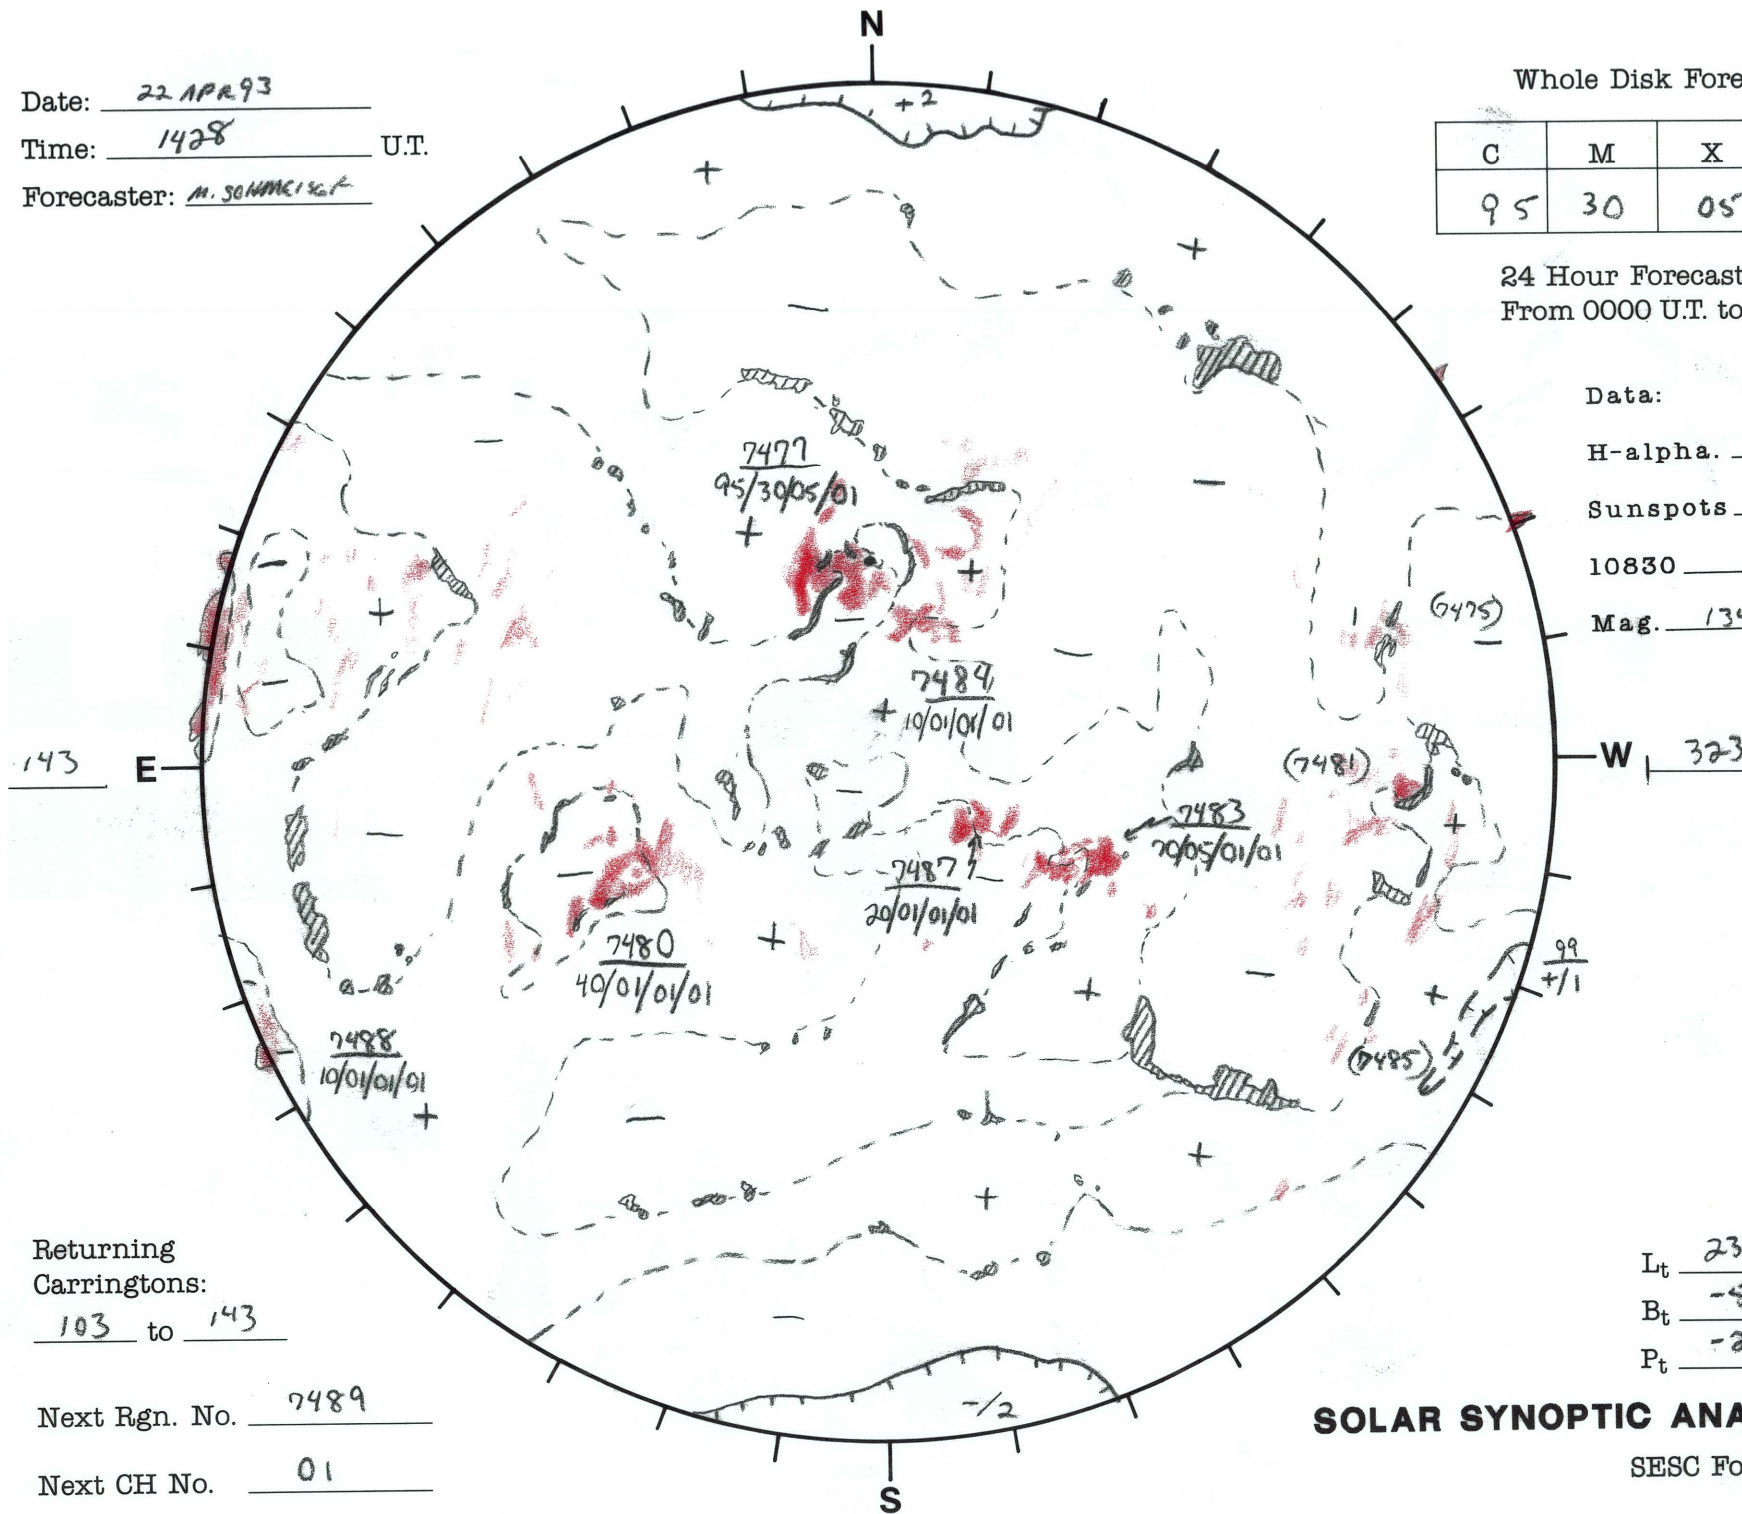 N
Date: 22 APR 93
Time: 1428 U.T.
Forecaster: M.
Whole Disk Fore
C M X
95 30 05
24 Hour Forecast
From 0000 U.T. to
Data:
H-alpha.
Sunspots
10830
Mag. 13
+2
7477
95/30/05/01
(7475)
7484
10/01/01/01
143
E
W
323
(7481)
7483
70/05/01/01
7487
20/01/01/01
7480
40/01/01/01
99
+/1
7488
10/01/01/01
(7485)
Returning
Carringtons:
103 to 143
Lt 23
Bt
Pt
Next Rgn. No. 7489
-/2
SOLAR SYNOPTIC ANA
SESC Fo
Next CH No. 01
S